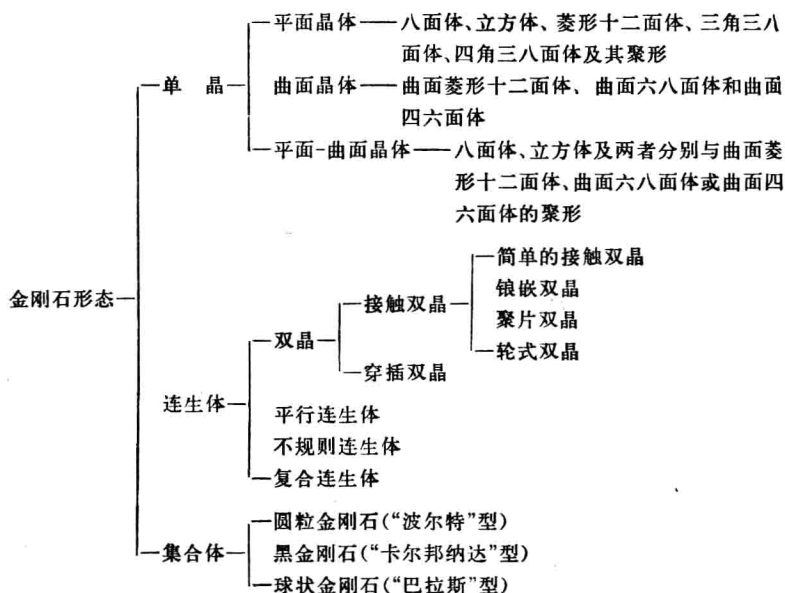 平面晶体——八面体、立方体、菱形十二面体、三角三八
面体、四角三八面体及其聚形
单 晶
曲面晶体——曲面菱形十二面体、曲面六八面体和曲面
四六面体
平面-曲面晶体——八面体、立方体及两者分别与曲面菱
形十二面体、曲面六八面体或曲面四
六面体的聚形
金刚石形态
简单的接触双晶
接触双晶
锒嵌双晶
聚片双晶
双晶
轮式双晶
穿插双晶
连生体
平行连生体
不规则连生体
复合连生体
圆粒金刚石(“波尔特”型)
集合体
黑金刚石(“卡尔邦纳达”型)
球状金刚石(“巴拉斯”型)